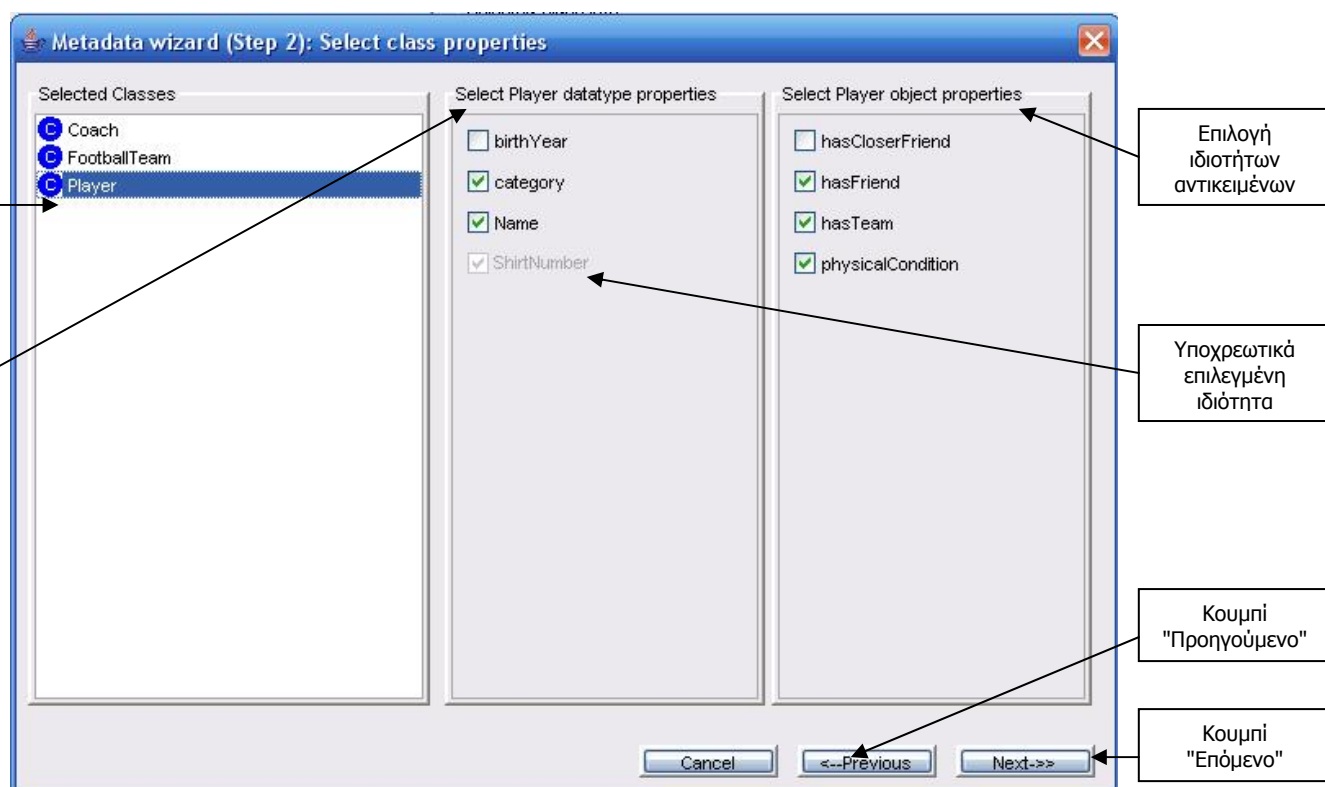 Metadata wizard (Step 2): Select class properties
Selected Classes
Coach
FootballTeam
Player
Select Player datatype properties
birthYear
category
Name
ShirtNumber
Select Player object properties
hasCloserFriend
hasFriend
hasTeam
physicalCondition
Cancel
<--Previous
Next->>
Επιλογή
ιδιοτήτων
αντικειμένων
Υποχρεωτικά
επιλεγμένη
ιδιότητα
Κουμπί
"Προηγούμενο"
Κουμπί
"Επόμενο"